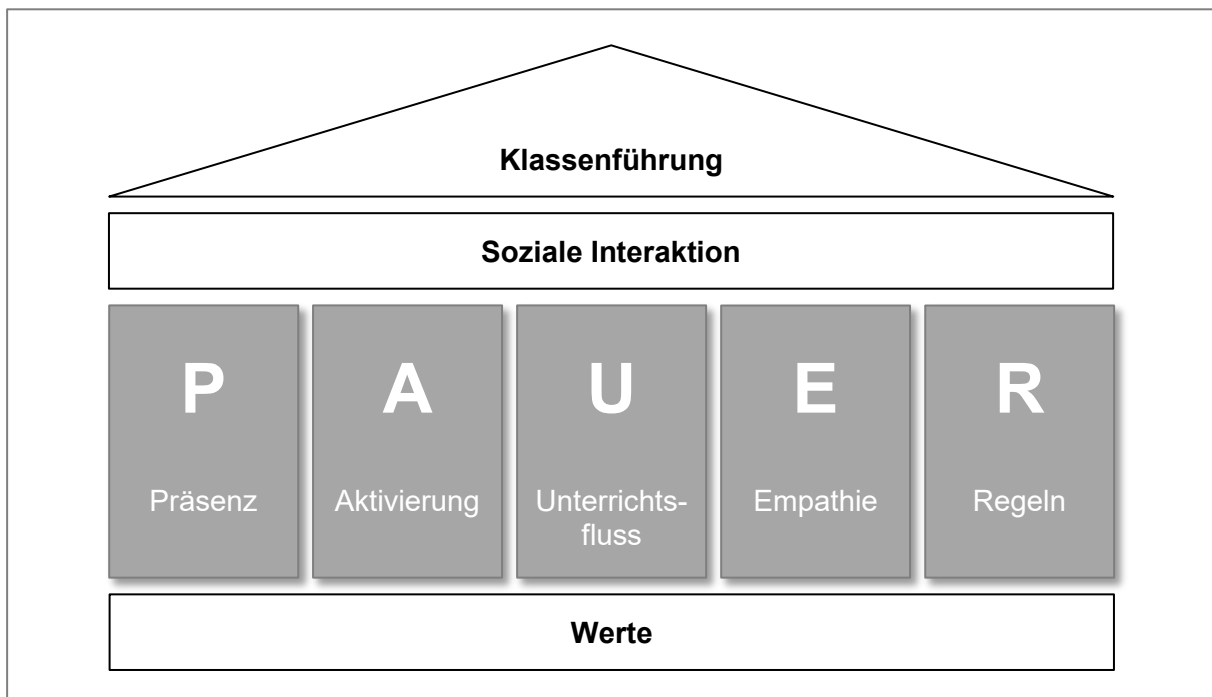 Klassenführung
Soziale Interaktion
P A U E R
Präsenz Aktivierung Unterrichts-
fluss Empathie Regeln
Werte